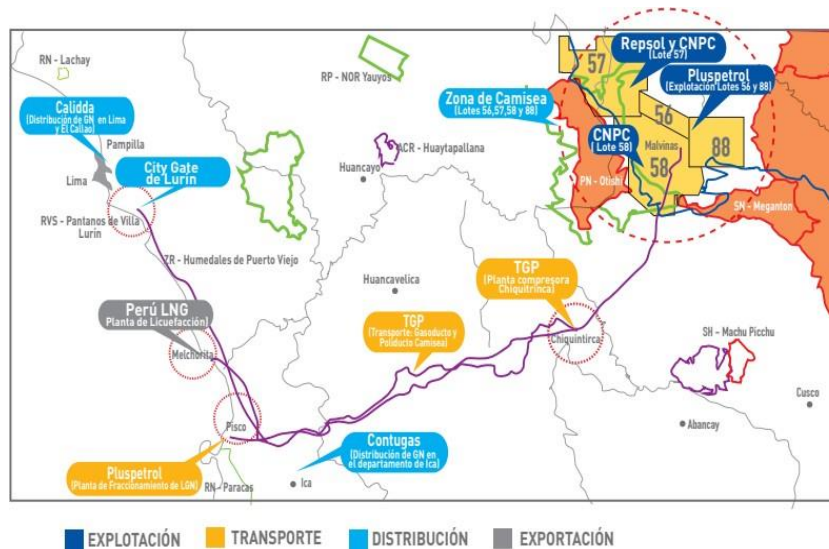 RN - Lachay
Calidda
(Distribución de GN en Lima
y El Callao)
Pampilla
Lima
City Gate
de Lurín
RVS - Pantanos de Villa
Lurín
ZR - Humedales de Puerto Viejo
Perú LNG
Planta de Licuefacción)
Melchorita
Pisco
Pluspetrol
(Planta de Fraccionamiento de LGN)
RN - Paracas
Ica
Contugas
(Distribución de GN en
el departamento de Ica)
RP - NOR Yauyos
ACR - Huaytapallana
Huancayo
Huancavelica
TGP
(Transporte: Gasoducto y
Poliducto Camisea)
TGP
(Planta compresora
Chiquitrinca)
Chiquintirca
Zona de Camisea
(Lotes 56,57,58 y 88)
57
Repsol y CNPC
(Lote 57)
Pluspetrol
(Explotación Lotes 56 y 88)
56
CNPC
(Lote 58)
Malvinas
58
88
PN - Otishi
SN - Megantoni
SH - Machu Picchu
Cusco
Abancay
EXPLOTACIÓN
TRANSPORTE
DISTRIBUCIÓN
EXPORTACIÓN